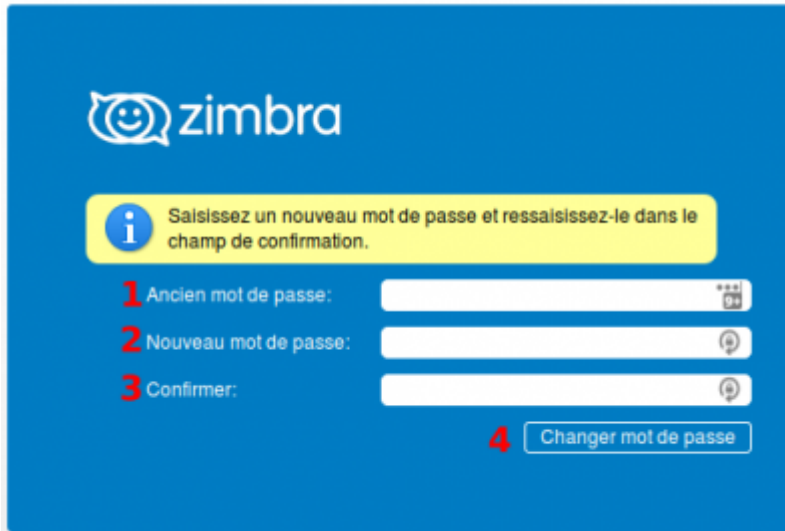 zimbra
Saisissez un nouveau mot de passe et ressaisissez-le dans le
champ de confirmation.
1 Ancien mot de passe:
9+
2 Nouveau mot de passe:
3 Confirmer:
4 Changer mot de passe